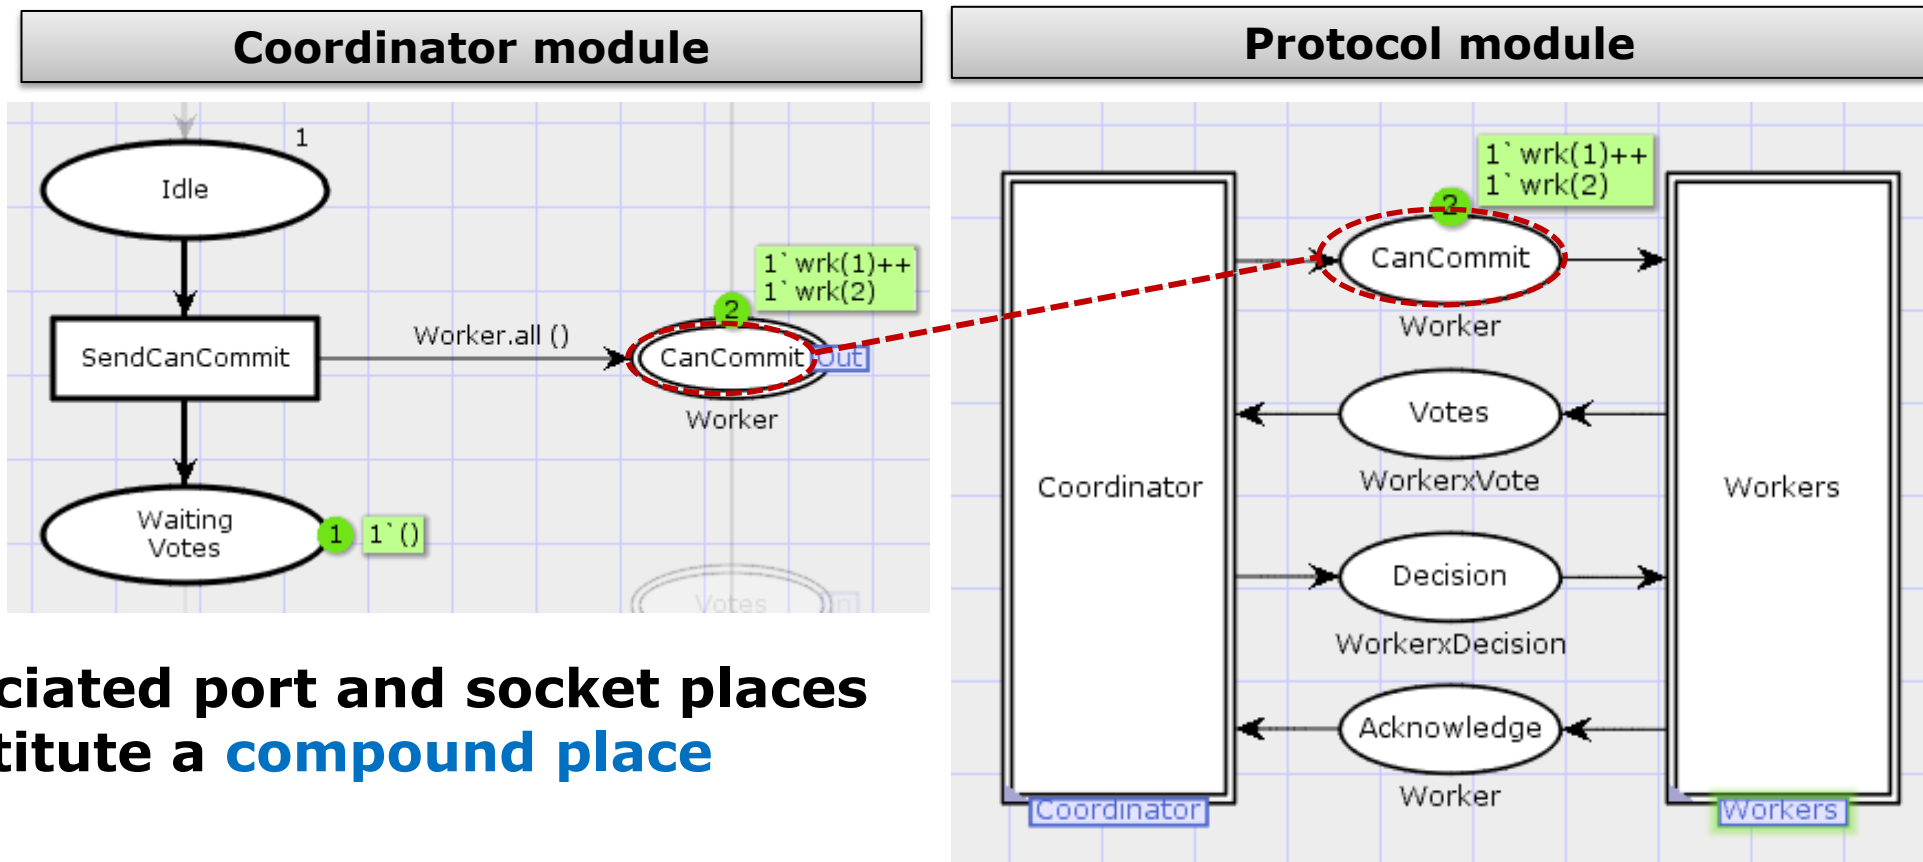 Coordinator module
Protocol module
1
Idle
1`wrk(1)++
1`wrk(2)
2
SendCanCommit
Worker.all ()
CanCommit
Out
Worker
Waiting
Votes
1
1`()
Votes
1`wrk(1)++
1`wrk(2)
2
CanCommit
Worker
Votes
WorkerxVote
Coordinator
Workers
Decision
WorkerxDecision
Acknowledge
Worker
Coordinator
Workers
ciated port and socket places
titute a compound place